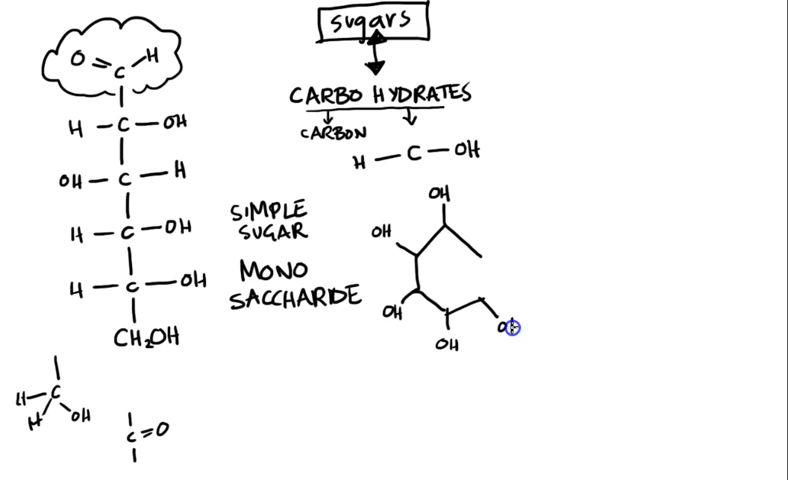 sugars
CARBO HYDRATES
CARBON
H — C — OH
O = C — H
H — C — OH
OH — C — H
H — C — OH
H — C — OH
CH₂OH
SIMPLE
SUGAR
MONO
SACCHARIDE
OH
OH
OH
OH
H — C
H OH
C = O